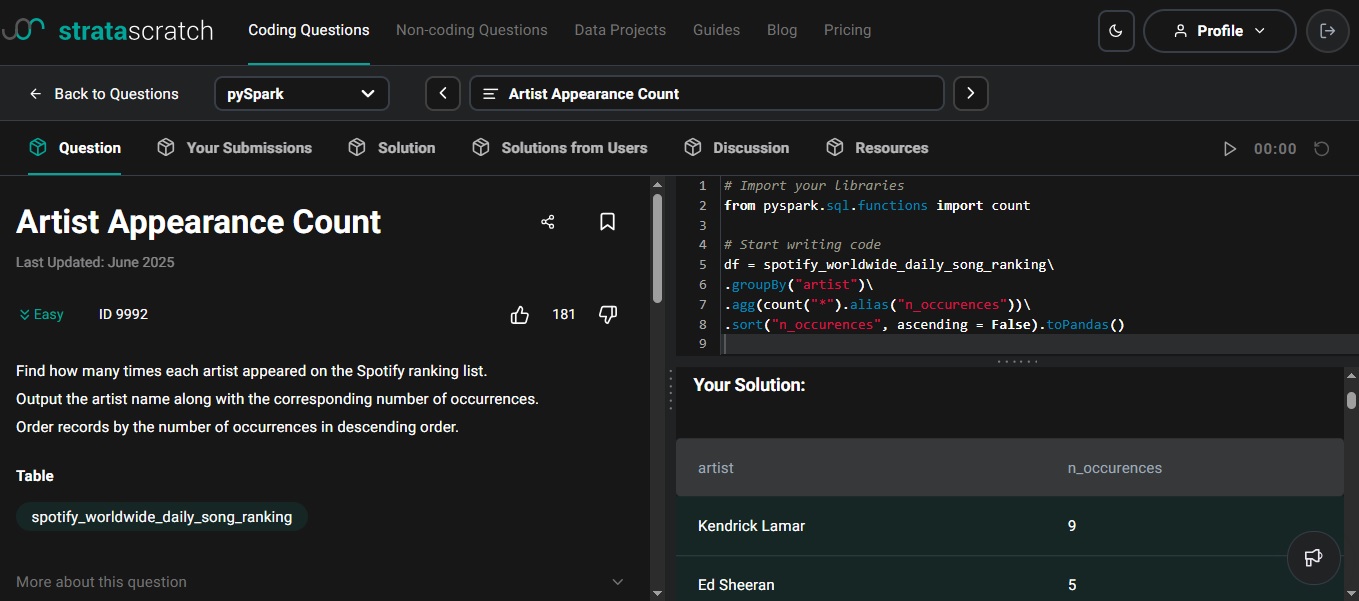 stratascratch
Coding Questions
Non-coding Questions
Data Projects
Guides
Blog
Pricing
Profile
Back to Questions
pySpark
Artist Appearance Count
Question
Your Submissions
Solution
Solutions from Users
Discussion
Resources
00:00
Artist Appearance Count
Last Updated: June 2025
Easy
ID 9992
181
Find how many times each artist appeared on the Spotify ranking list.
Output the artist name along with the corresponding number of occurrences.
Order records by the number of occurrences in descending order.
Table
spotify_worldwide_daily_song_ranking
More about this question
1 # Import your libraries
2 from pyspark.sql.functions import count
3
4 # Start writing code
5 df = spotify_worldwide_daily_song_ranking\
6 .groupBy("artist")\
7 .agg(count("*").alias("n_occurences"))\
8 .sort("n_occurences", ascending = False).toPandas()
9
Your Solution:
artist n_occurences
Kendrick Lamar 9
Ed Sheeran 5